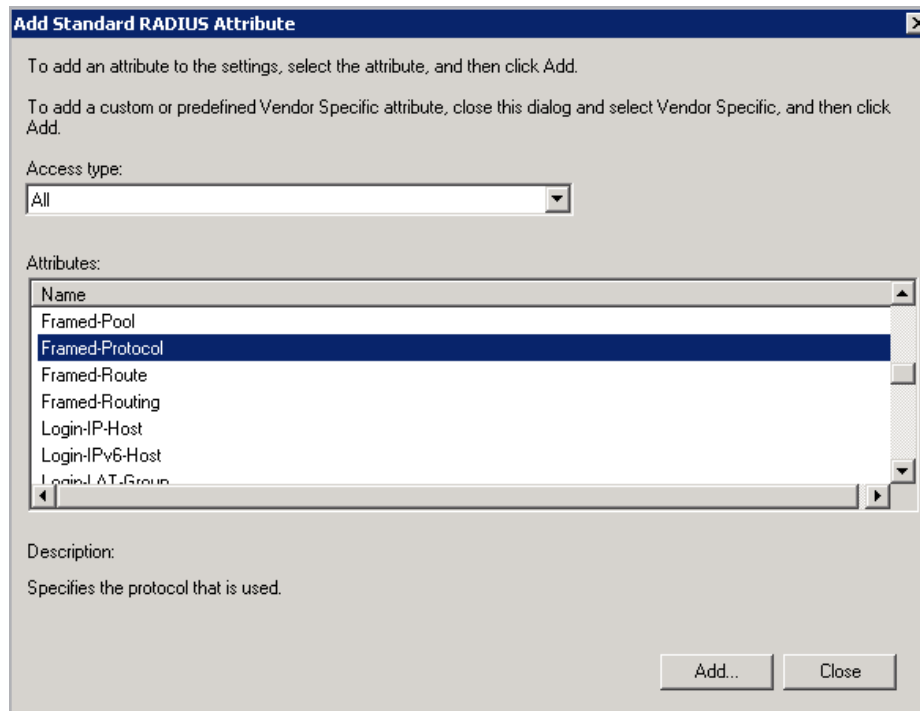 Add Standard RADIUS Attribute
To add an attribute to the settings, select the attribute, and then click Add.
To add a custom or predefined Vendor Specific attribute, close this dialog and select Vendor Specific, and then click
Add.
Access type:
All
Attributes:
Name
Framed-Pool
Framed-Protocol
Framed-Route
Framed-Routing
Login-IP-Host
Login-IPv6-Host
Login-LAT-Group
Description:
Specifies the protocol that is used.
Add...
Close